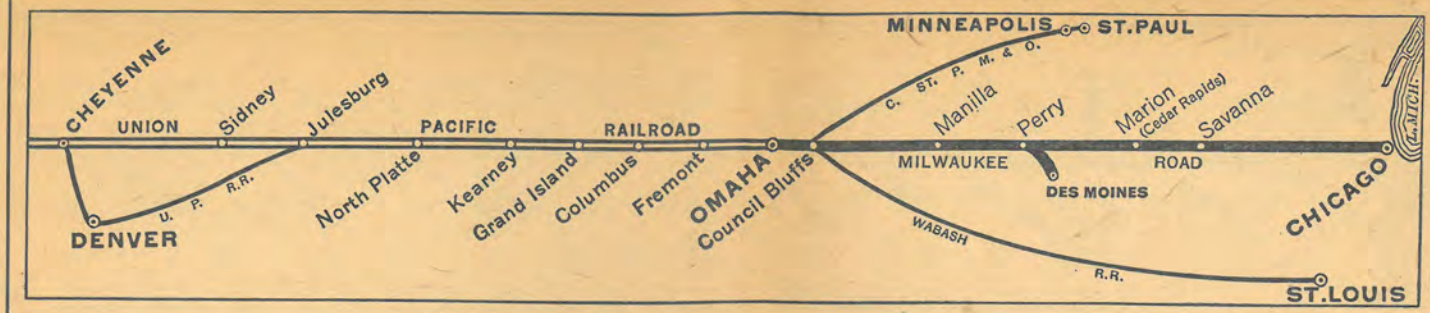 MINNEAPOLIS ST. PAUL
C. ST. P. M. & O.
CHEYENNE
UNION
Sidney
Julesburg
PACIFIC
RAILROAD
Manilla
Perry
Marion
(Cedar Rapids)
Savanna
L. MICH.
U. P. R.R.
DENVER
North Platte
Kearney
Grand Island
Columbus
Fremont
OMAHA
Council Bluffs
MILWAUKEE
ROAD
DES MOINES
CHICAGO
WABASH
R.R.
ST. LOUIS